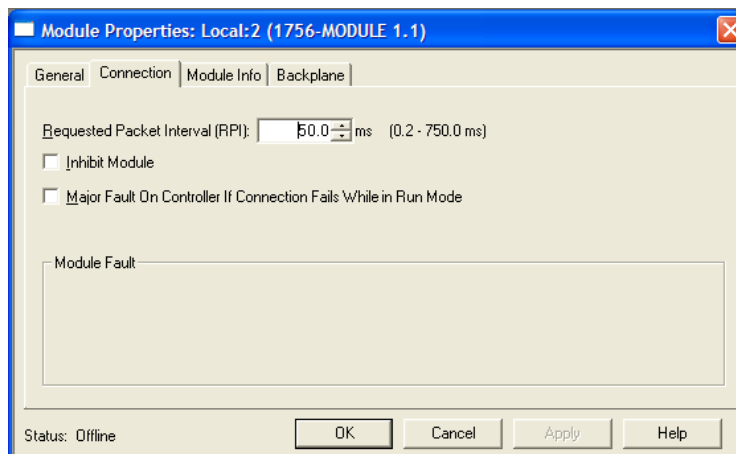 Module Properties: Local:2 (1756-MODULE 1.1)
General Connection Module Info Backplane
Requested Packet Interval (RPI): 50.0 ms (0.2 - 750.0 ms)
Inhibit Module
Major Fault On Controller If Connection Fails While in Run Mode
Module Fault
Status: Offline OK Cancel Apply Help